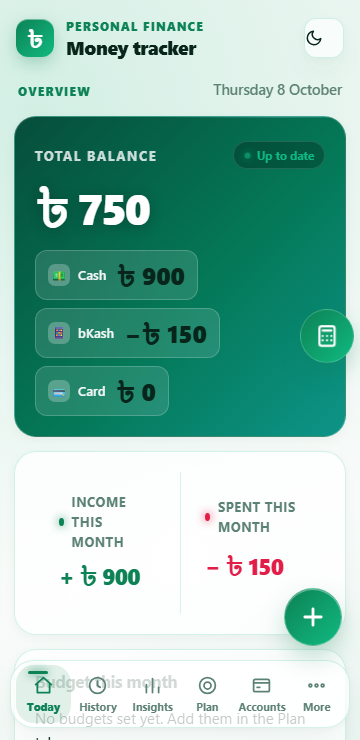 ৳
PERSONAL FINANCE
Money tracker
OVERVIEW
Thursday 8 October
TOTAL BALANCE
Up to date
৳ 750
Cash ৳ 900
bKash −৳ 150
Card ৳ 0
INCOME
THIS
MONTH
+ ৳ 900
SPENT THIS
MONTH
− ৳ 150
Budget this month
Today
History
Insights
Plan
Accounts
More
No budgets set yet. Add them in the Plan